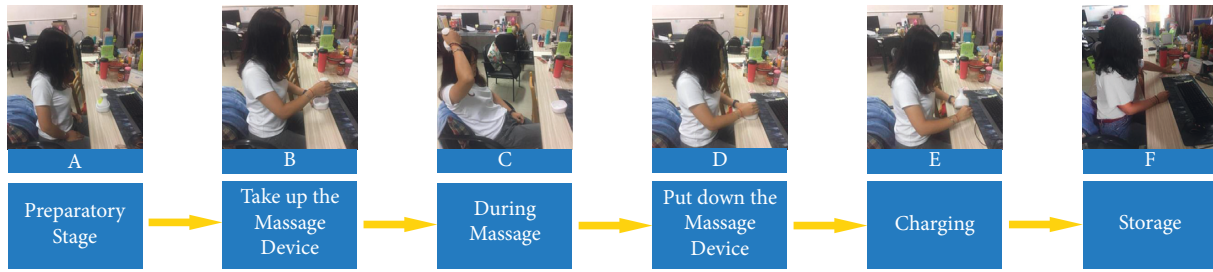 A
B
C
D
E
F
Preparatory
Stage
Take up the
Massage
Device
During
Massage
Put down the
Massage
Device
Charging
Storage